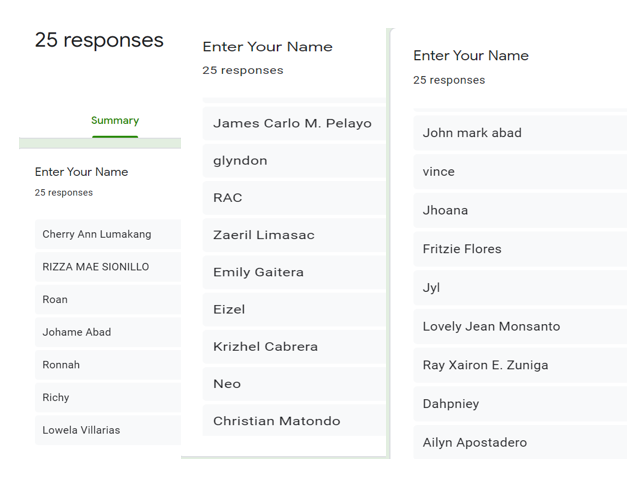 25 responses
Summary
Enter Your Name
25 responses
Cherry Ann Lumakang
RIZZA MAE SIONILLO
Roan
Johame Abad
Ronnah
Richy
Lowela Villarias
Enter Your Name
25 responses
James Carlo M. Pelayo
glyndon
RAC
Zaeril Limasac
Emily Gaitera
Eizel
Krizhel Cabrera
Neo
Christian Matondo
Enter Your Name
25 responses
John mark abad
vince
Jhoana
Fritzie Flores
Jyl
Lovely Jean Monsanto
Ray Xairon E. Zuniga
Dahpniey
Ailyn Apostadero